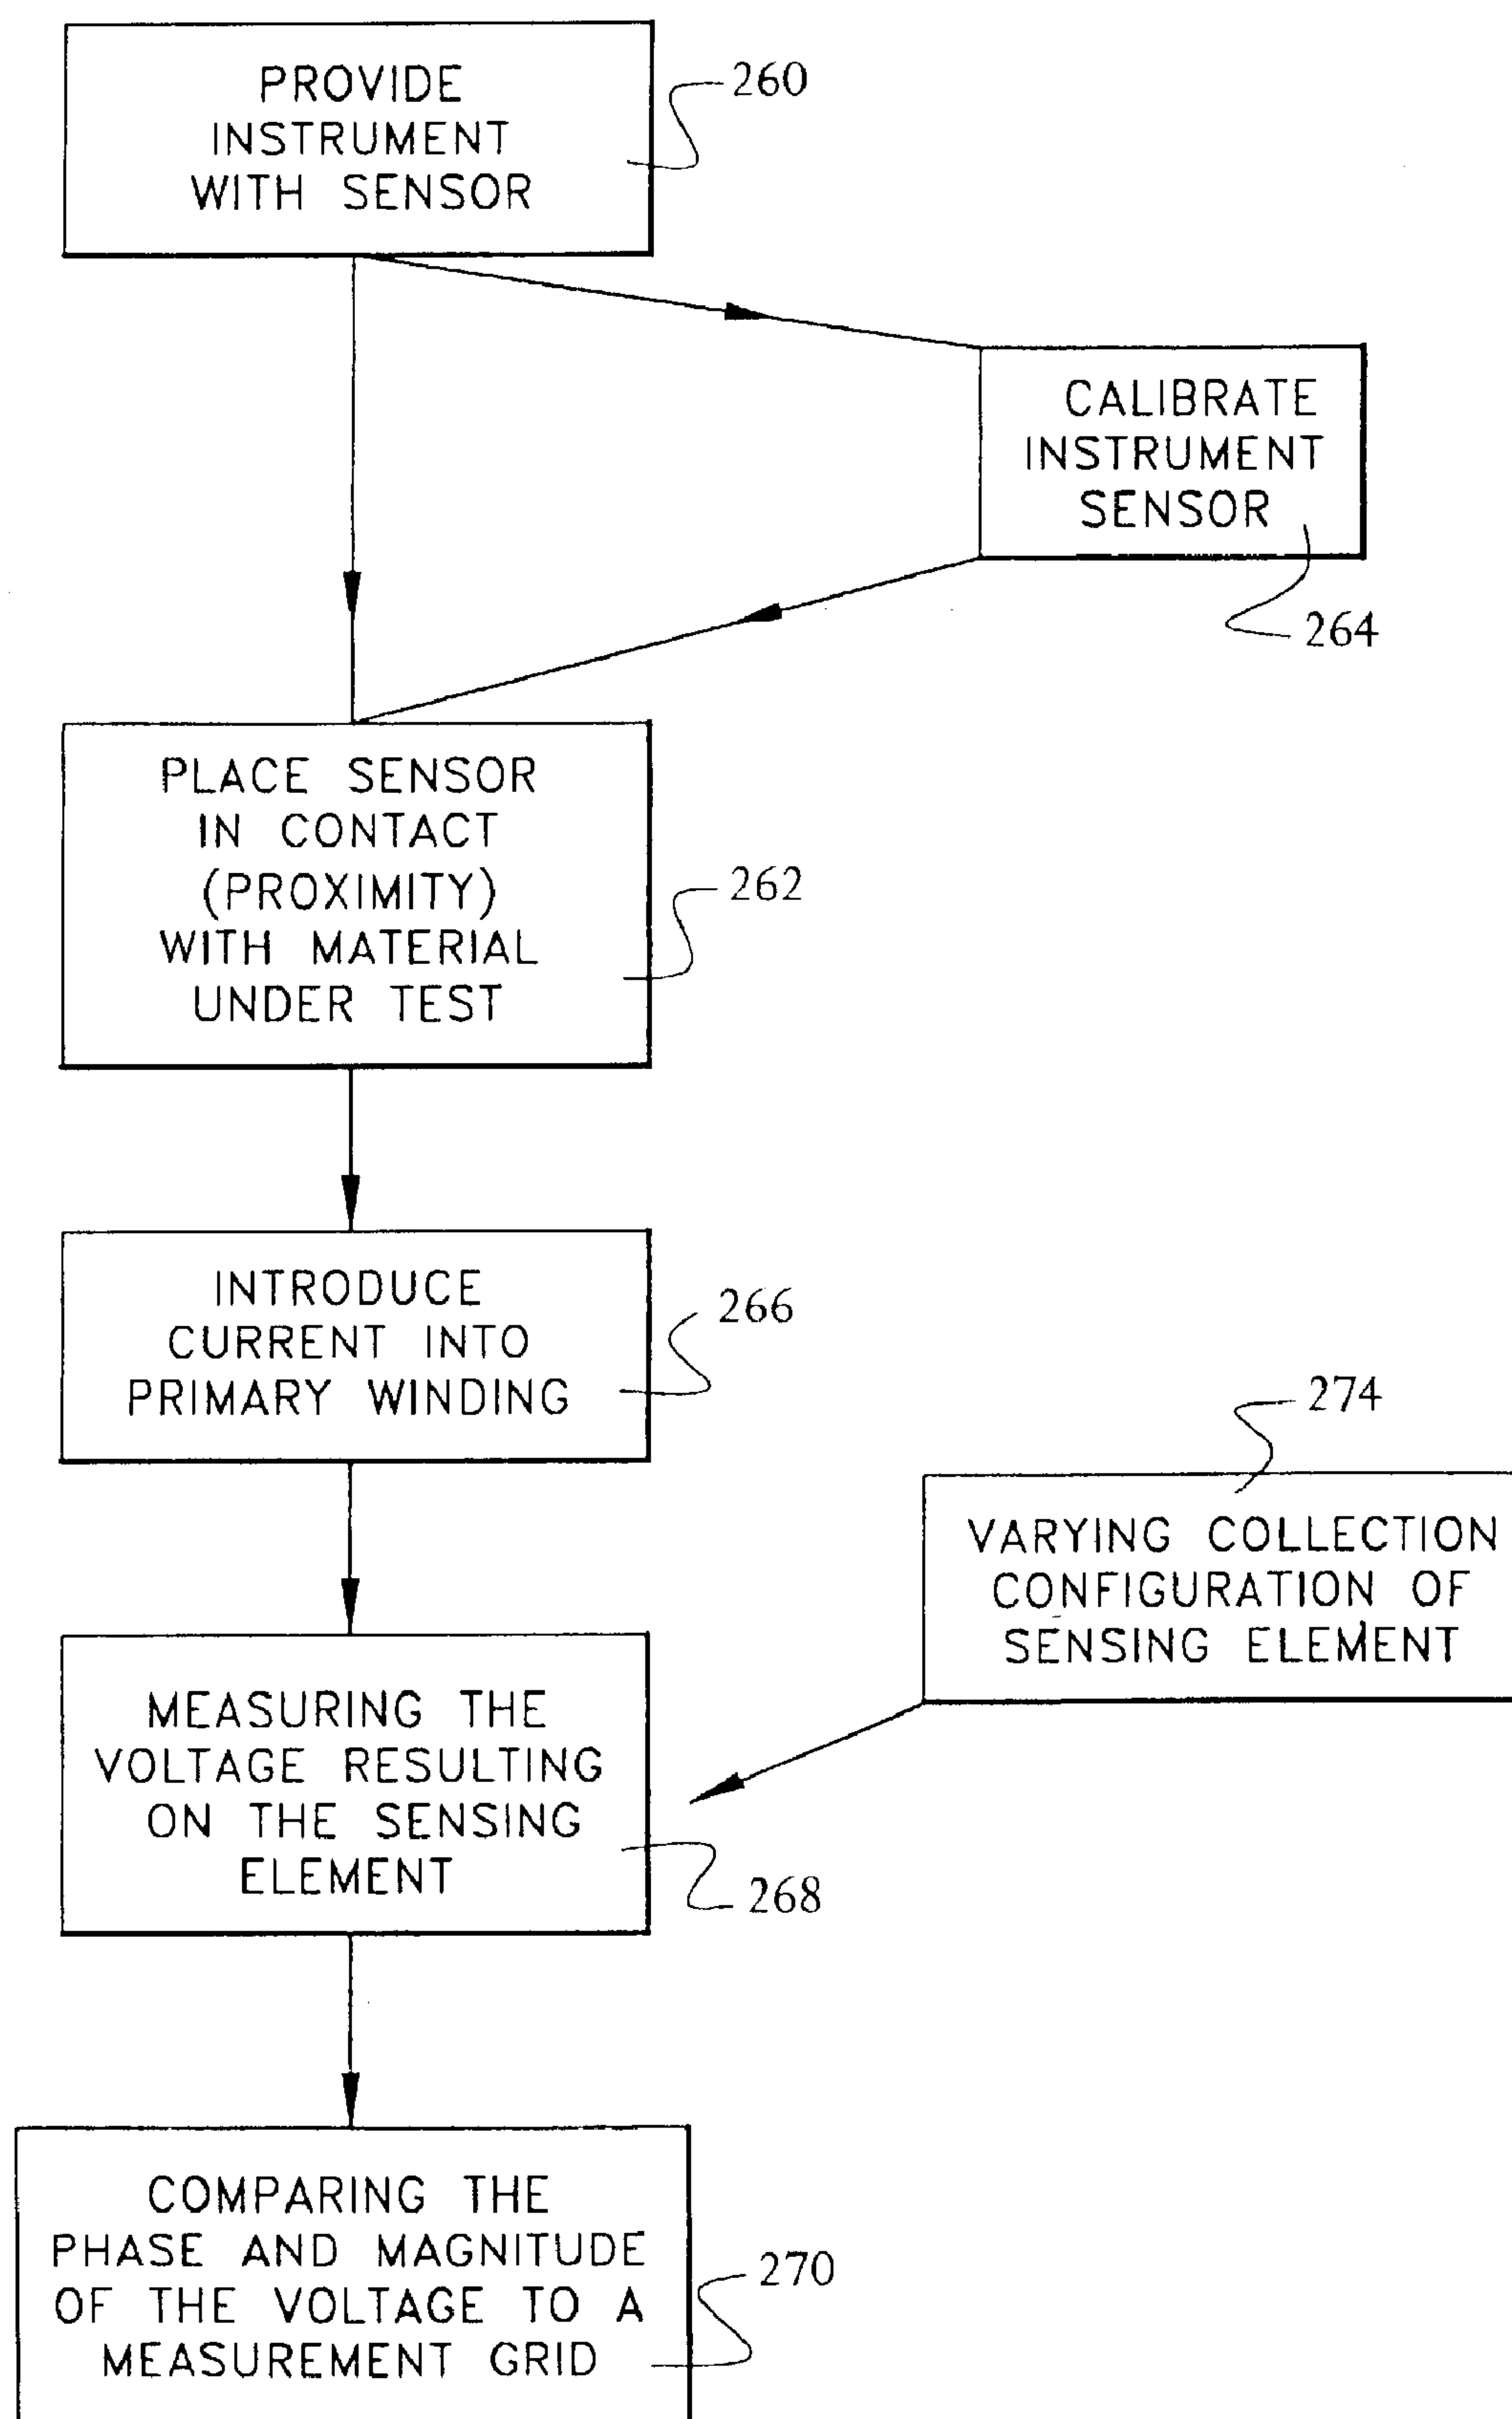 PROVIDE
INSTRUMENT
WITH SENSOR
260
CALIBRATE
INSTRUMENT
SENSOR
264
PLACE SENSOR
IN CONTACT
(PROXIMITY)
WITH MATERIAL
UNDER TEST
262
INTRODUCE
CURRENT INTO
PRIMARY WINDING
266
274
VARYING COLLECTION
CONFIGURATION OF
SENSING ELEMENT
MEASURING THE
VOLTAGE RESULTING
ON THE SENSING
ELEMENT
268
COMPARING THE
PHASE AND MAGNITUDE
OF THE VOLTAGE TO A
MEASUREMENT GRID
270